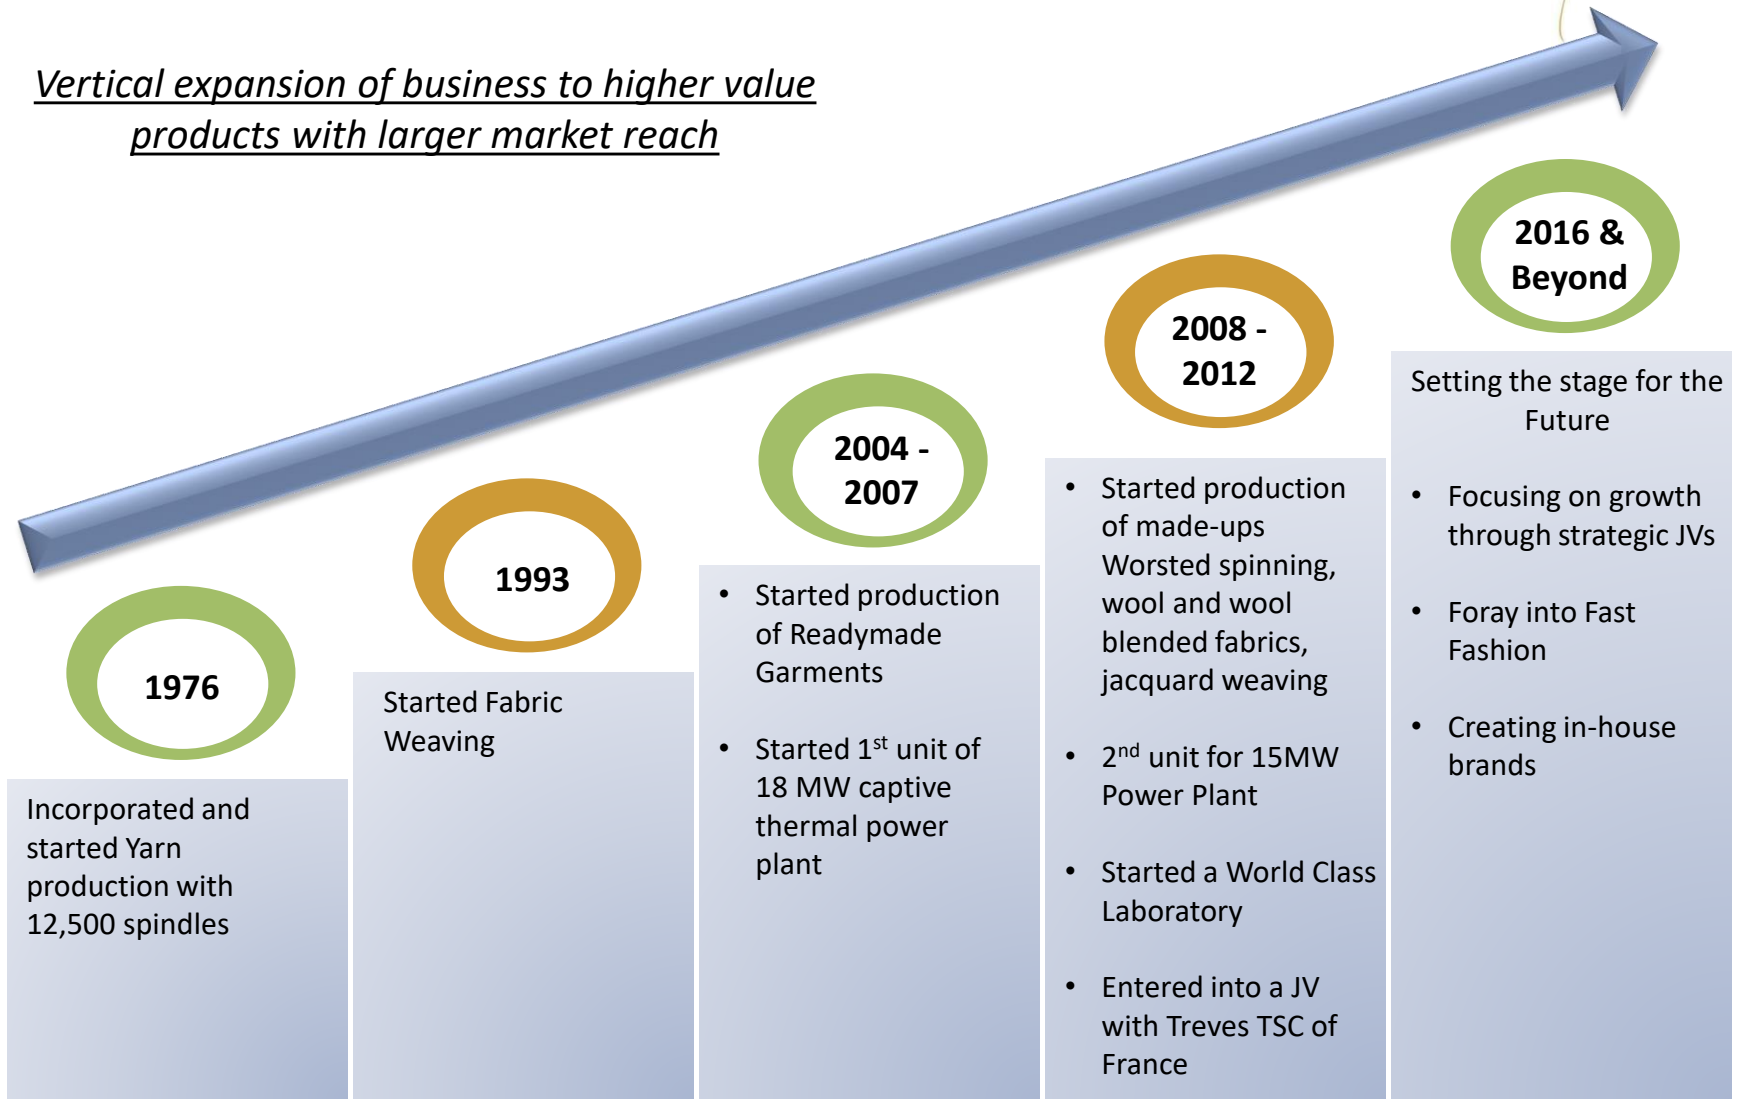 Vertical expansion of business to higher value
products with larger market reach
1976
Incorporated and
started Yarn
production with
12,500 spindles
1993
Started Fabric
Weaving
2004 -
2007
• Started production
of Readymade
Garments
• Started 1st unit of
18 MW captive
thermal power
plant
2008 -
2012
• Started production
of made-ups
Worsted spinning,
wool and wool
blended fabrics,
jacquard weaving
• 2nd unit for 15MW
Power Plant
• Started a World Class
Laboratory
• Entered into a JV
with Treves TSC of
France
2016 &
Beyond
Setting the stage for the
Future
• Focusing on growth
through strategic JVs
• Foray into Fast
Fashion
• Creating in-house
brands